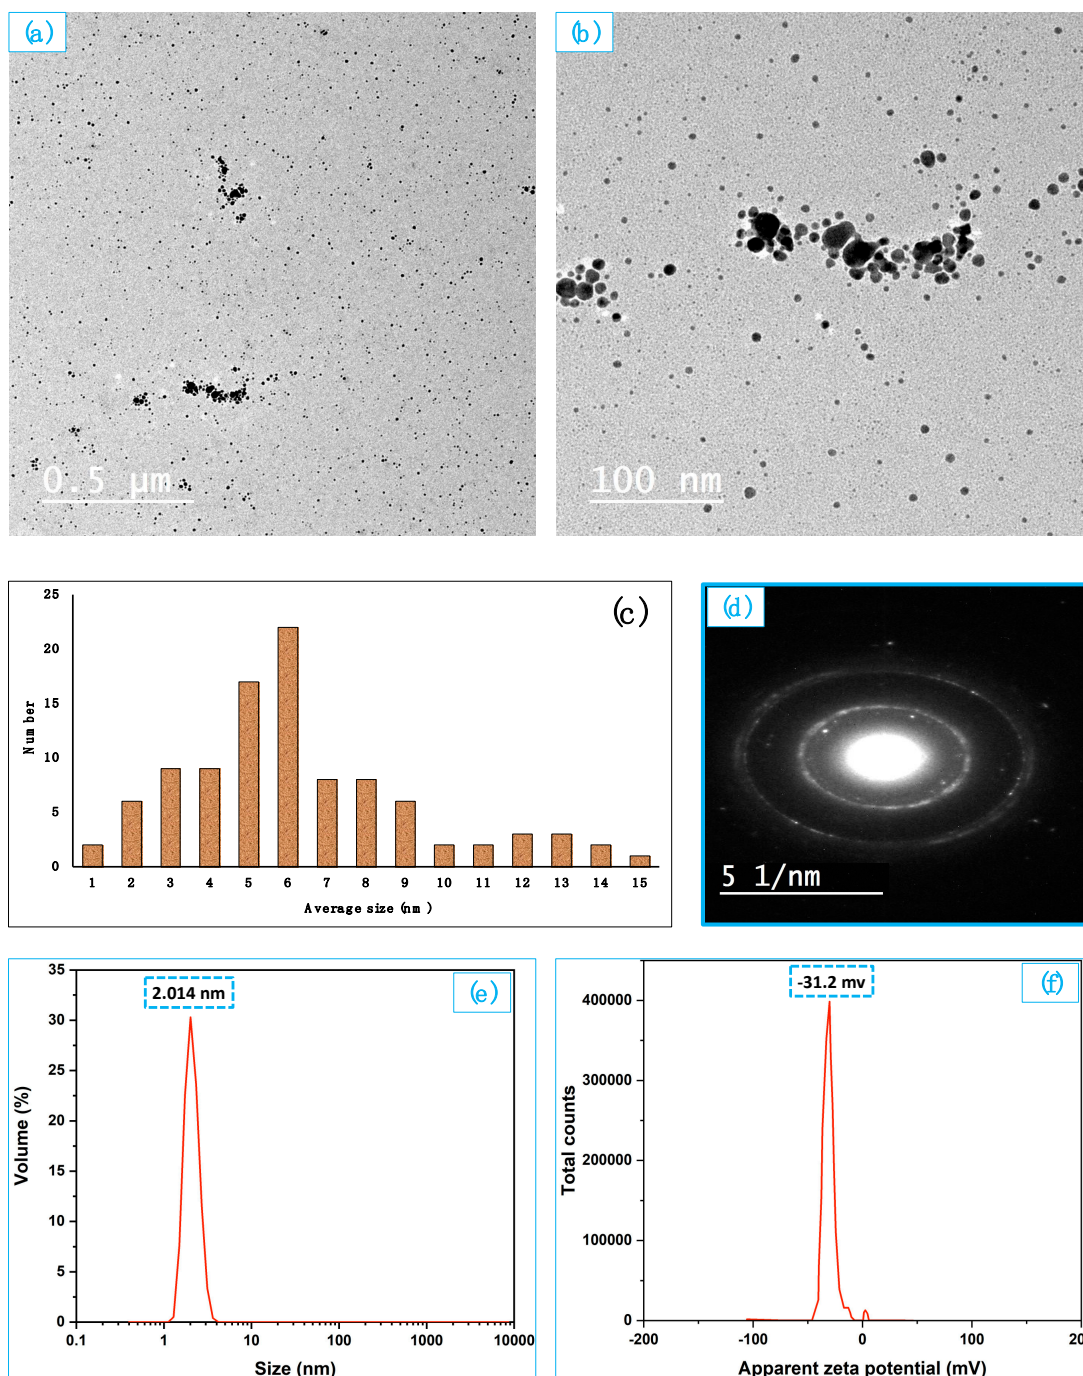 (a)
0.5 µm
(b)
100 nm
(c)
25
20
15
10
5
0
Number
1 2 3 4 5 6 7 8 9 10 11 12 13 14 15
Average size (nm)
(d)
5 1/nm
(e)
2.014 nm
35
30
25
20
15
10
5
0
Volume (%)
0.1 1 10 100 1000 10000
Size (nm)
(f)
-31.2 mv
400000
300000
200000
100000
0
Total counts
-200 -100 0 100 20
Apparent zeta potential (mV)